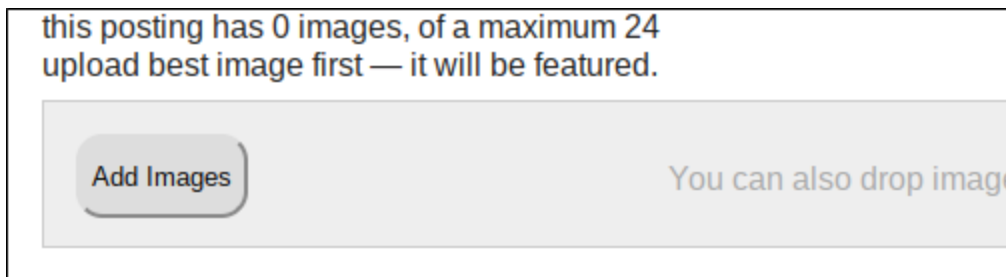 this posting has 0 images, of a maximum 24
upload best image first — it will be featured.
Add Images
You can also drop